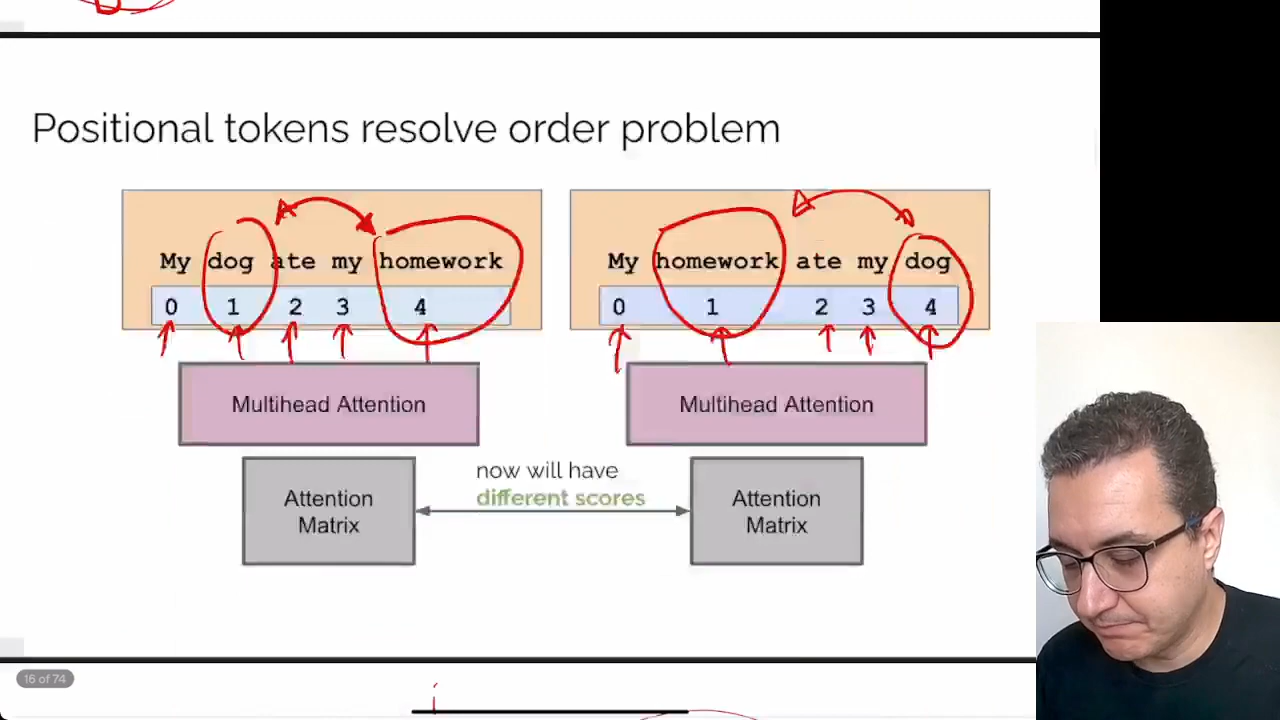 Positional tokens resolve order problem
My dog ate my homework
0 1 2 3 4
My homework ate my dog
0 1 2 3 4
Multihead Attention
Multihead Attention
now will have
different scores
Attention
Matrix
Attention
Matrix
16 of 74